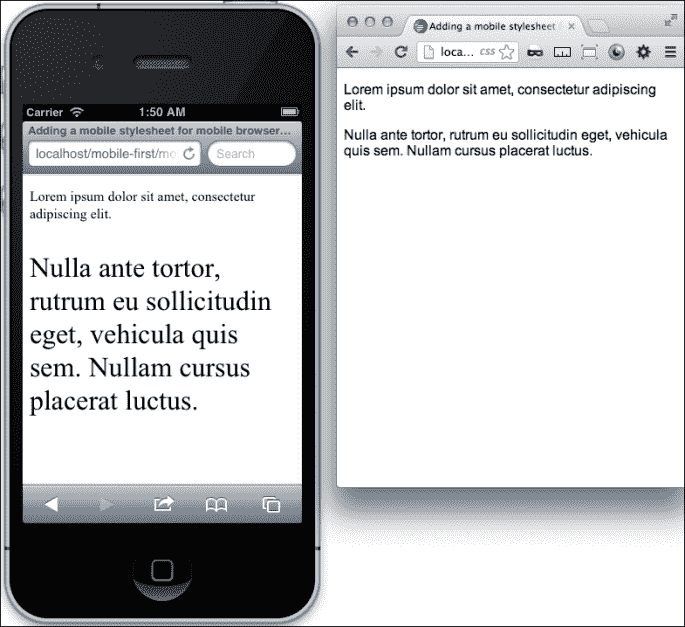 Carrier
1:50 AM
Adding a mobile stylesheet for mobile browser…
localhost/mobile-first/mo
Search
Lorem ipsum dolor sit amet, consectetur
adipiscing elit.
Nulla ante tortor,
rutrum eu sollicitudin
eget, vehicula quis
sem. Nullam cursus
placerat luctus.
Adding a mobile stylesheet
loca...
css
Lorem ipsum dolor sit amet, consectetur adipiscing
elit.
Nulla ante tortor, rutrum eu sollicitudin eget, vehicula
quis sem. Nullam cursus placerat luctus.